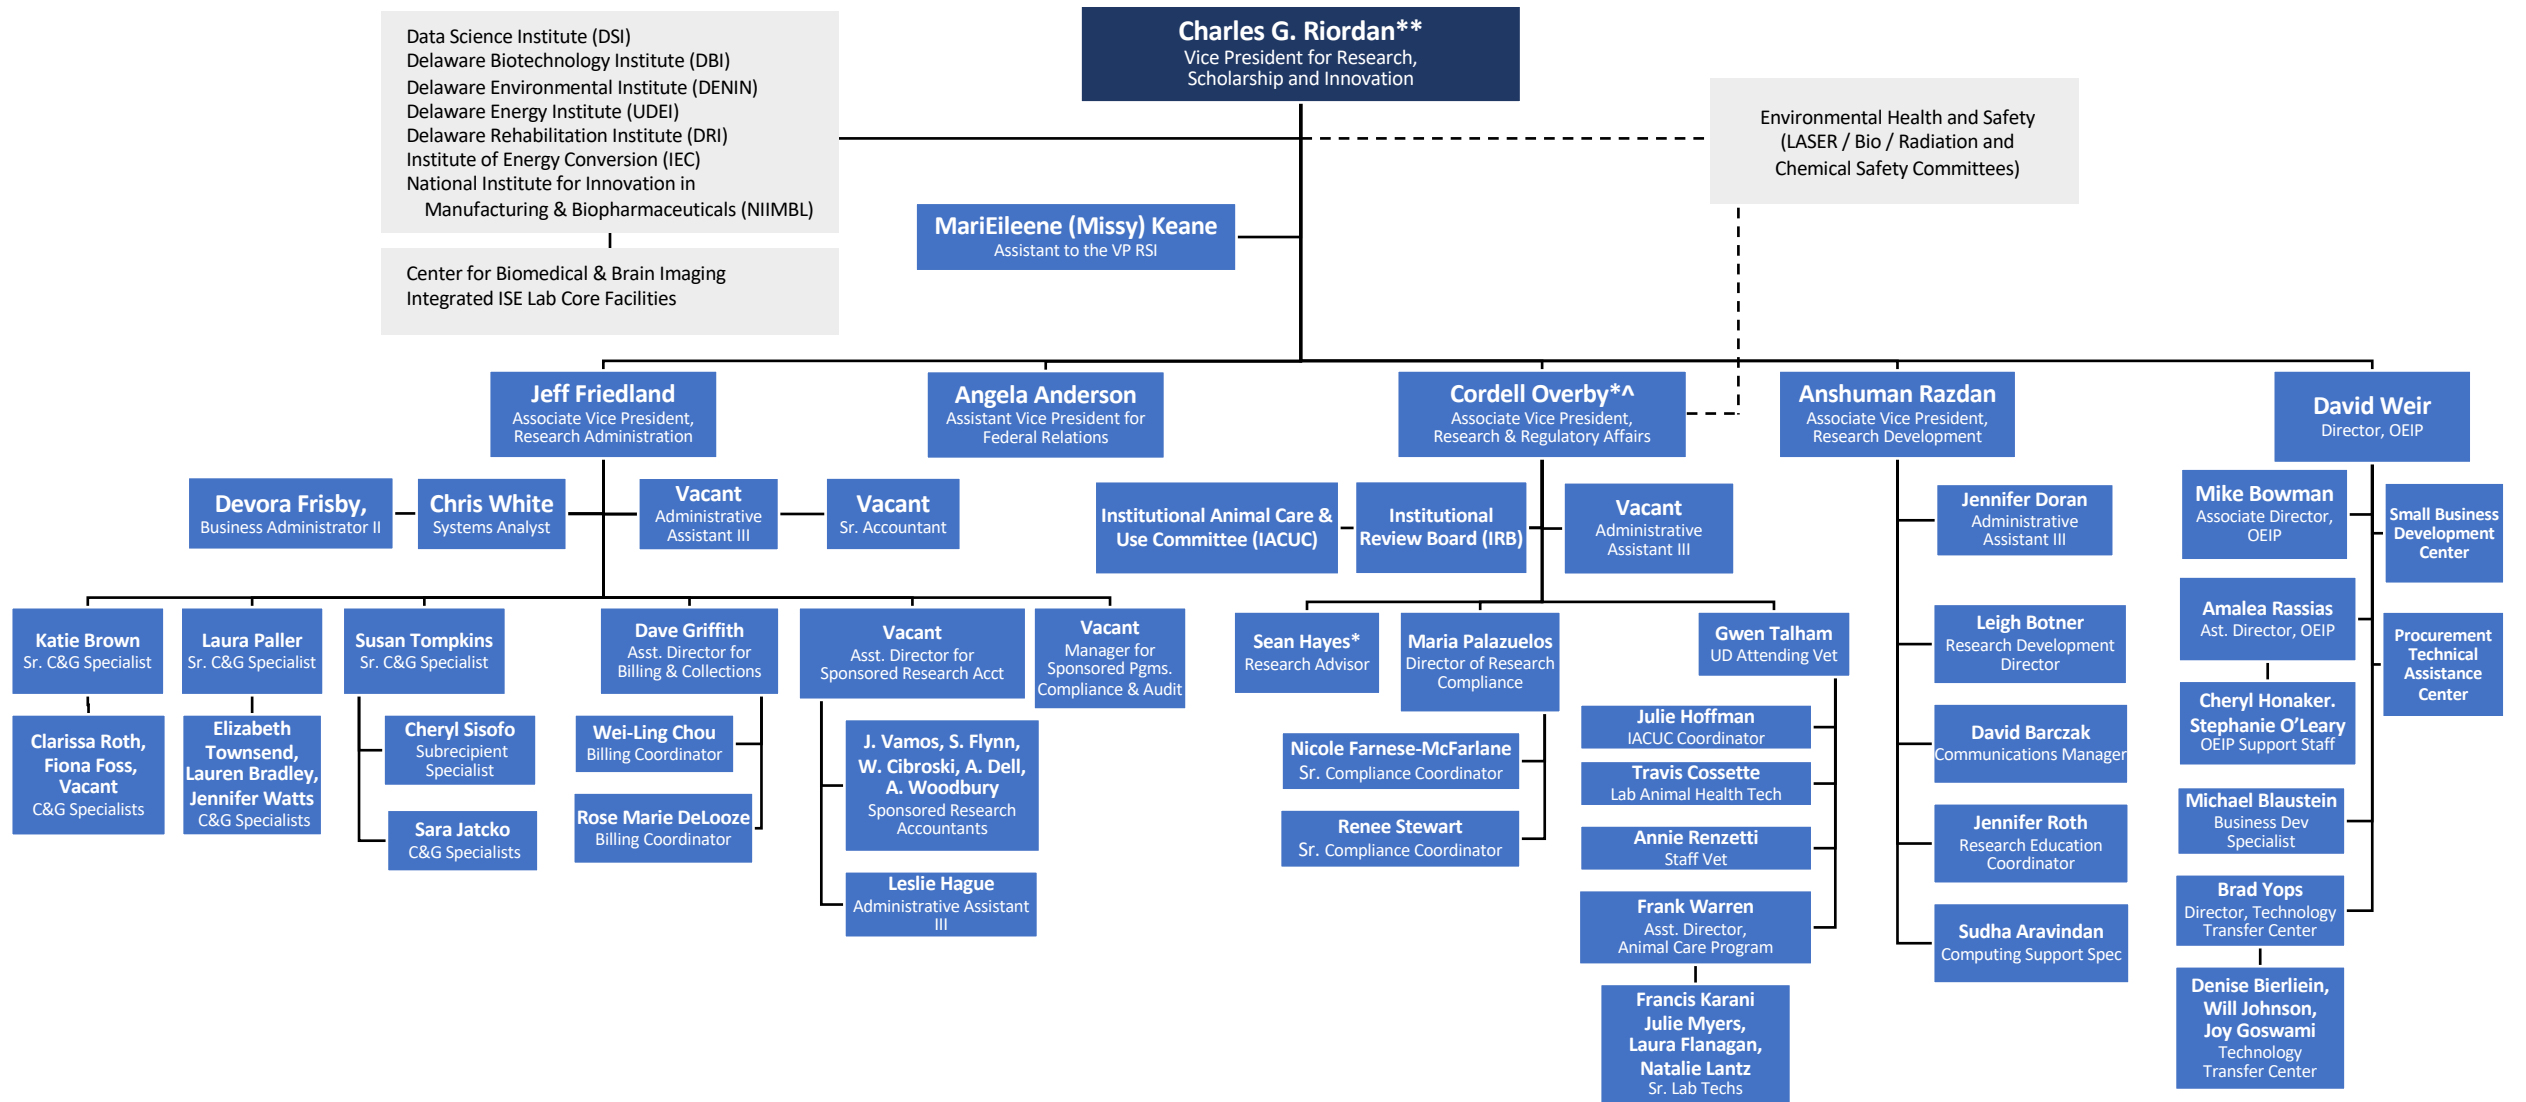 Data Science Institute (DSI)
Delaware Biotechnology Institute (DBI)
Delaware Environmental Institute (DENIN)
Delaware Energy Institute (UDEI)
Delaware Rehabilitation Institute (DRI)
Institute of Energy Conversion (IEC)
National Institute for Innovation in
Manufacturing & Biopharmaceuticals (NIIMBL)
Center for Biomedical & Brain Imaging
Integrated ISE Lab Core Facilities
Charles G. Riordan**
Vice President for Research,
Scholarship and Innovation
Environmental Health and Safety
(LASER / Bio / Radiation and
Chemical Safety Committees)
MariEileene (Missy) Keane
Assistant to the VP RSI
Jeff Friedland
Associate Vice President,
Research Administration
Angela Anderson
Assistant Vice President for
Federal Relations
Cordell Overby*^
Associate Vice President,
Research & Regulatory Affairs
Anshuman Razdan
Associate Vice President,
Research Development
David Weir
Director, OEIP
Devora Frisby,
Business Administrator II
Chris White
Systems Analyst
Vacant
Administrative
Assistant III
Vacant
Sr. Accountant
Institutional Animal Care &
Use Committee (IACUC)
Institutional
Review Board (IRB)
Vacant
Administrative
Assistant III
Jennifer Doran
Administrative
Assistant III
Mike Bowman
Associate Director,
OEIP
Small Business
Development
Center
Katie Brown
Sr. C&G Specialist
Laura Paller
Sr. C&G Specialist
Susan Tompkins
Sr. C&G Specialist
Dave Griffith
Asst. Director for
Billing & Collections
Vacant
Asst. Director for
Sponsored Research Acct
Vacant
Manager for
Sponsored Pgms.
Compliance & Audit
Sean Hayes*
Research Advisor
Maria Palazuelos
Director of Research
Compliance
Gwen Talham
UD Attending Vet
Leigh Botner
Research Development
Director
Amalea Rassias
Ast. Director, OEIP
Procurement
Technical
Assistance
Center
Clarissa Roth,
Fiona Foss,
Vacant
C&G Specialists
Elizabeth
Townsend,
Lauren Bradley,
Jennifer Watts
C&G Specialists
Cheryl Sisofo
Subrecipient
Specialist
Sara Jatcko
C&G Specialists
Wei-Ling Chou
Billing Coordinator
Rose Marie DeLooze
Billing Coordinator
J. Vamos, S. Flynn,
W. Cibroski, A. Dell,
A. Woodbury
Sponsored Research
Accountants
Leslie Hague
Administrative Assistant
III
Nicole Farnese-McFarlane
Sr. Compliance Coordinator
Renee Stewart
Sr. Compliance Coordinator
Julie Hoffman
IACUC Coordinator
Travis Cossette
Lab Animal Health Tech
Annie Renzetti
Staff Vet
Frank Warren
Asst. Director,
Animal Care Program
Francis Karani
Julie Myers,
Laura Flanagan,
Natalie Lantz
Sr. Lab Techs
David Barczak
Communications Manager
Jennifer Roth
Research Education
Coordinator
Sudha Aravindan
Computing Support Spec
Cheryl Honaker.
Stephanie O’Leary
OEIP Support Staff
Michael Blaustein
Business Dev
Specialist
Brad Yops
Director, Technology
Transfer Center
Denise Bierliein,
Will Johnson,
Joy Goswami
Technology
Transfer Center